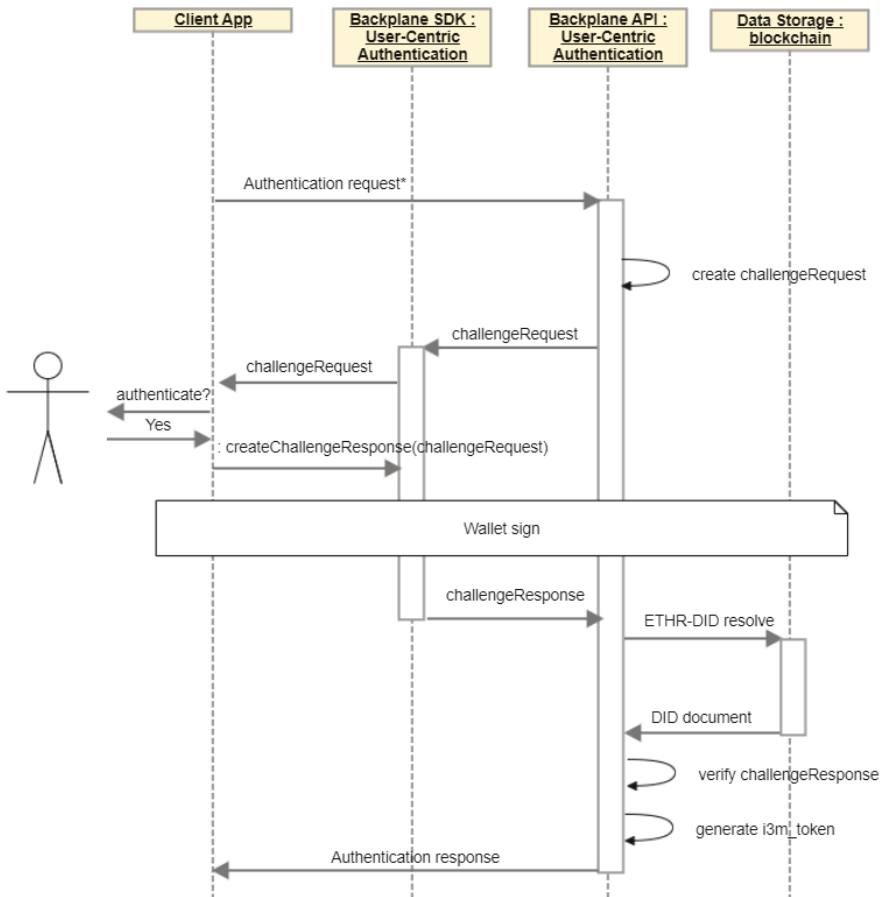 Client App
Backplane SDK :
User-Centric
Authentication
Backplane API :
User-Centric
Authentication
Data Storage :
blockchain
Authentication request*
create challengeRequest
challengeRequest
challengeRequest
authenticate?
Yes
: createChallengeResponse(challengeRequest)
Wallet sign
challengeResponse
ETHR-DID resolve
DID document
verify challengeResponse
generate i3m_token
Authentication response